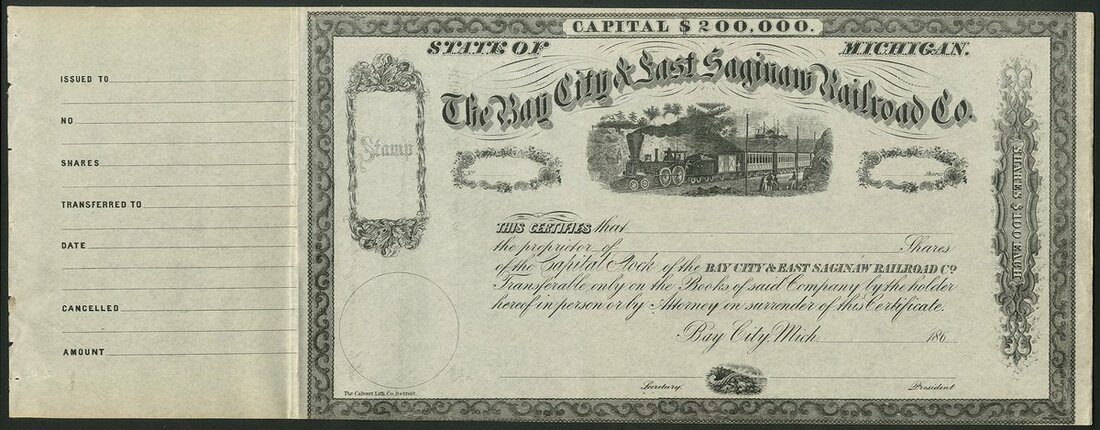 ISSUED TO
NO
SHARES
TRANSFERRED TO
DATE
CANCELLED
AMOUNT
CAPITAL $200,000.
STATE OF MICHIGAN.
The Bay City & East Saginaw Railroad Co.
Stamp
No
Shares
SHARES $100 EACH
THIS CERTIFIES that
the proprietor of Shares
of the Capital Stock of the BAY CITY & EAST SAGINAW RAILROAD CO.
Transferable only on the Books of said Company by the holder
hereof in person or by Attorney on surrender of this Certificate.
Bay City, Mich. 186
Secretary. President
The Calvert Lith. Co. Detroit.